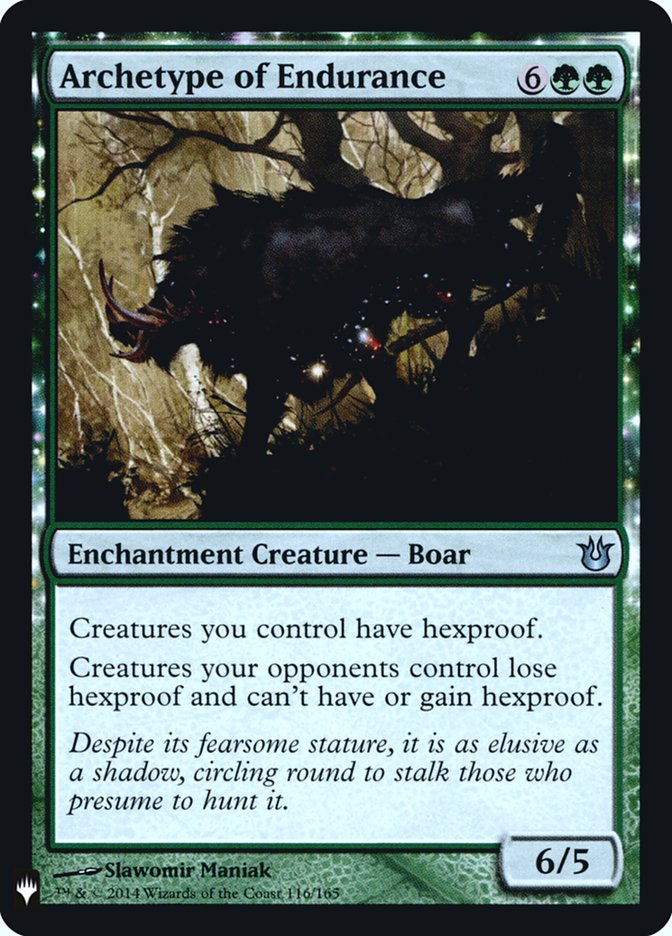 Archetype of Endurance 6
Enchantment Creature — Boar
Creatures you control have hexproof.
Creatures your opponents control lose
hexproof and can't have or gain hexproof.
Despite its fearsome stature, it is as elusive as
a shadow, circling round to stalk those who
presume to hunt it.
6/5
Slawomir Maniak
™ & © 2014 Wizards of the Coast 116/165